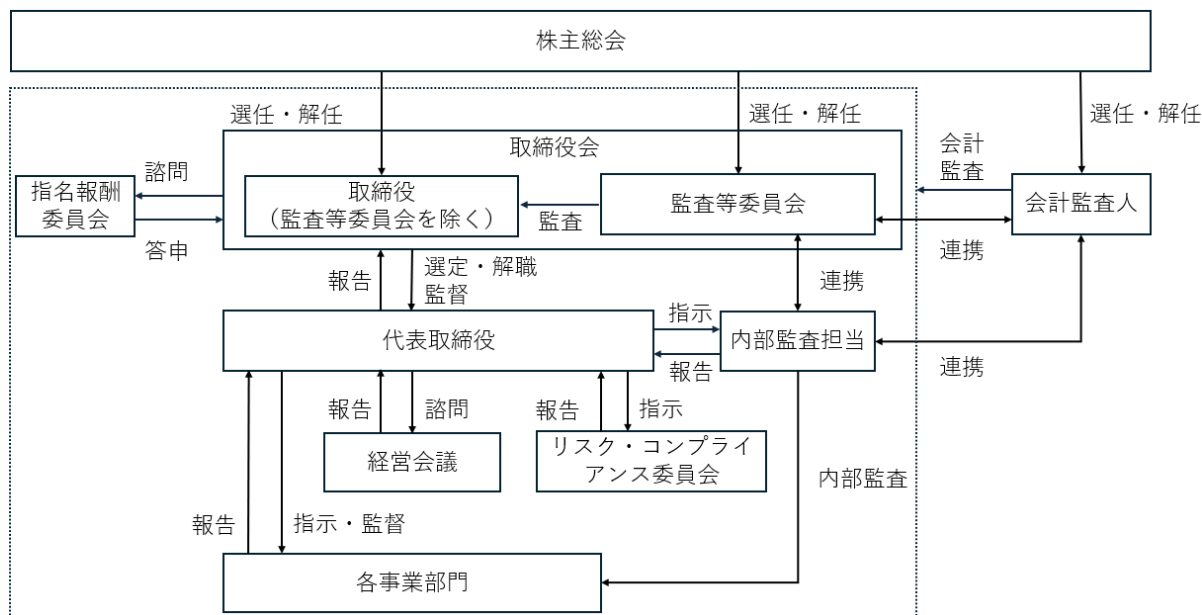 株主総会
選任・解任
選任・解任
選任・解任
取締役会
会計
監査
諮問
指名報酬
委員会
答申
取締役
(監査等委員会を除く)
監査
監査等委員会
会計監査人
連携
報告
選定・解職
監督
連携
代表取締役
指示
報告
内部監査担当
連携
報告
諮問
報告
指示
経営会議
リスク・コンプライ
アンス委員会
内部監査
報告
指示・監督
各事業部門